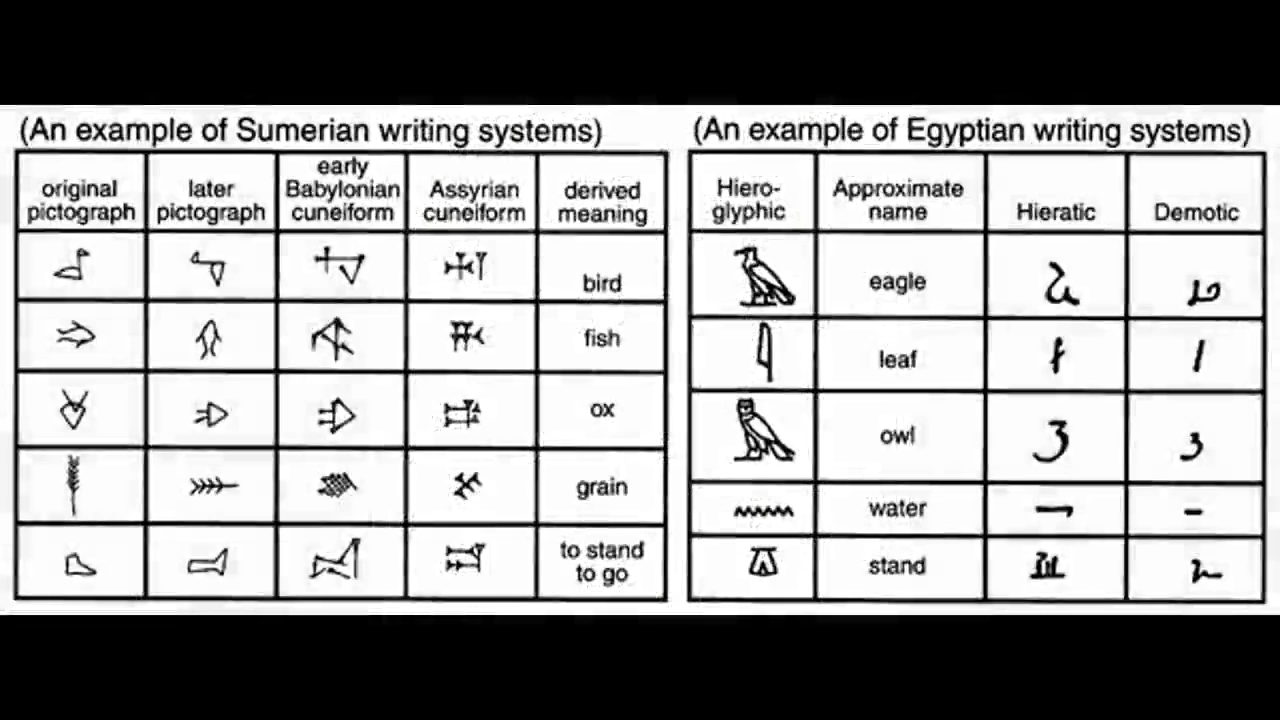 (An example of Sumerian writing systems)
original pictograph
later pictograph
early Babylonian cuneiform
Assyrian cuneiform
derived meaning
bird
fish
ox
grain
to stand
to go
(An example of Egyptian writing systems)
Hiero-
glyphic
Approximate name
Hieratic
Demotic
eagle
leaf
owl
water
stand